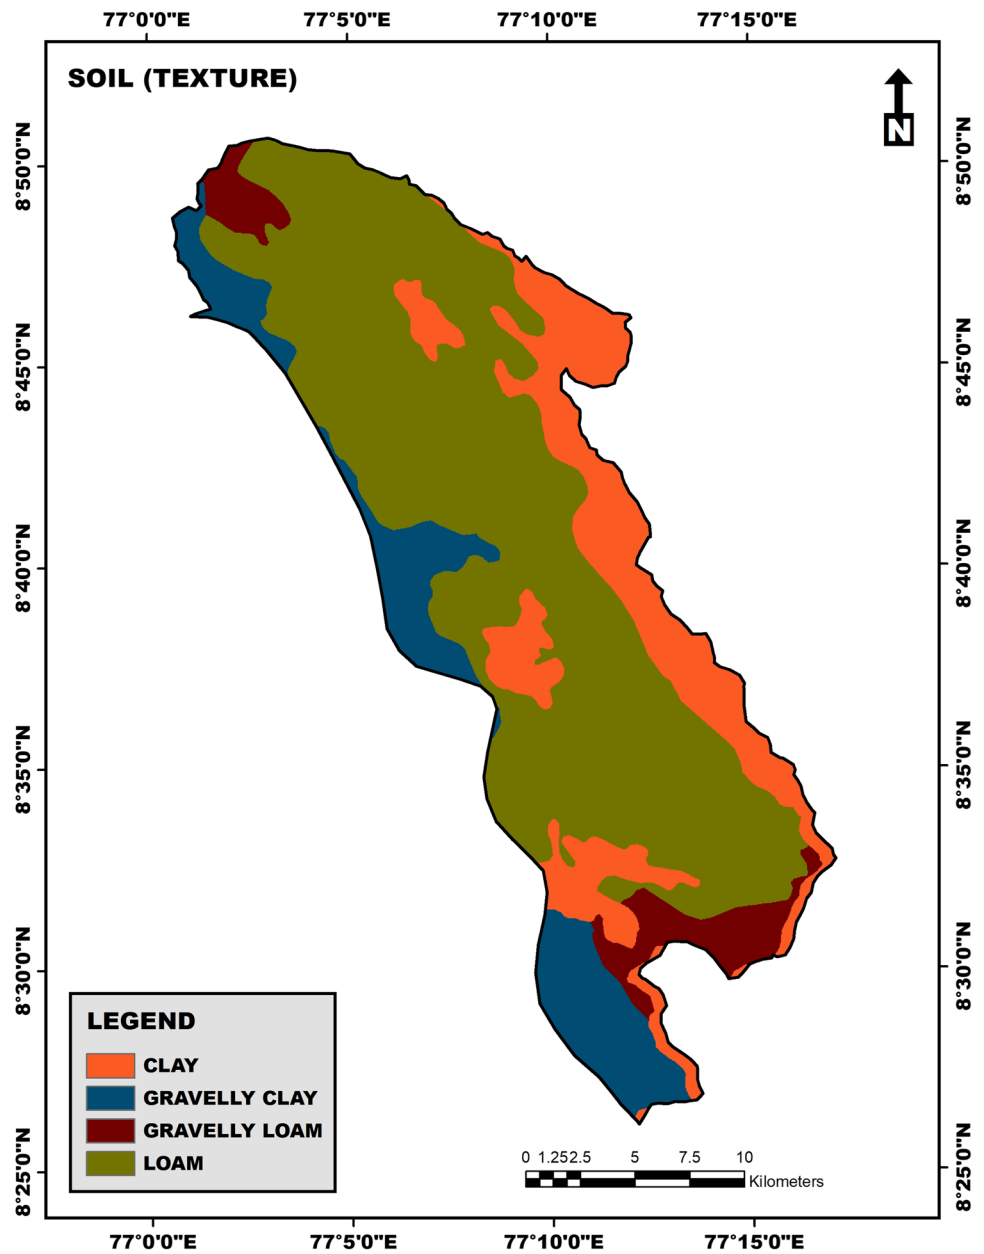 77°0'0"E 77°5'0"E 77°10'0"E 77°15'0"E
SOIL (TEXTURE)
N
8°50'0"N 8°50'0"N
8°45'0"N 8°45'0"N
8°40'0"N 8°40'0"N
8°35'0"N 8°35'0"N
8°30'0"N 8°30'0"N
LEGEND
CLAY
GRAVELLY CLAY
GRAVELLY LOAM
LOAM
0 1.25 2.5 5 7.5 10
Kilometers
8°25'0"N 8°25'0"N
77°0'0"E 77°5'0"E 77°10'0"E 77°15'0"E